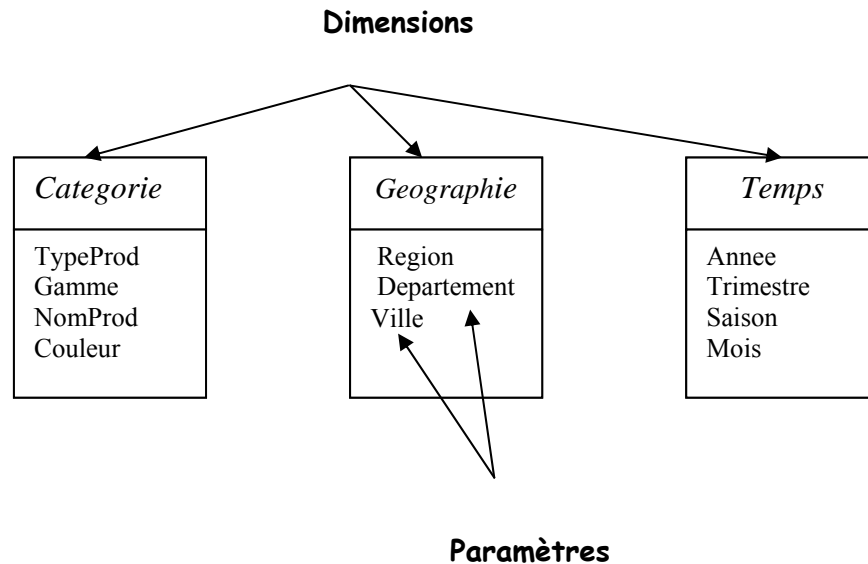 Dimensions
Categorie
TypeProd
Gamme
NomProd
Couleur
Geographie
Region
Departement
Ville
Temps
Annee
Trimestre
Saison
Mois
Paramètres